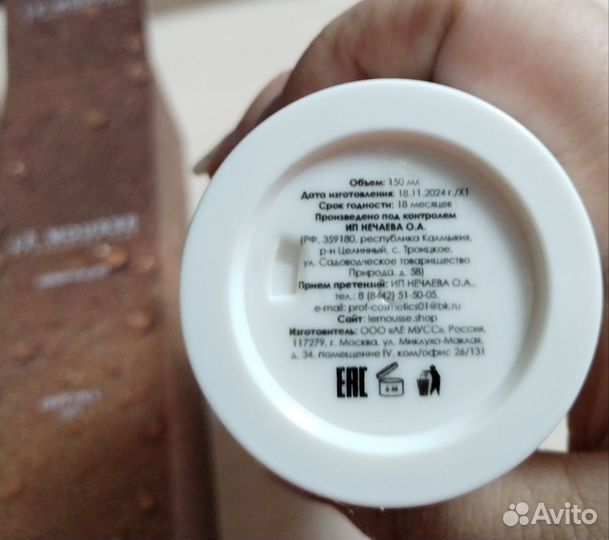 Объем: 150 мл
Дата изготовления: 18.11.2024 г./Х1
Срок годности: 18 месяцев
Произведено под контролем
ИП НЕЧАЕВА О.А.
(РФ, 359180, республика Калмыкия,
р-н Целинный, с. Троицкое,
ул. Садоводческое товарищество
Природа, д. 58)
Прием претензий: ИП НЕЧАЕВА О.А.,
тел.: 8 (8442) 51-50-05,
e-mail: prof-cosmetics01@bk.ru
Сайт: lemousse.shop
Изготовитель: ООО «ЛЕ МУСС», Россия,
117279, г. Москва, ул. Миклухо-Маклая,
д. 34, помещение IV, ком/офис 26/131
EAC
6 M
Avito